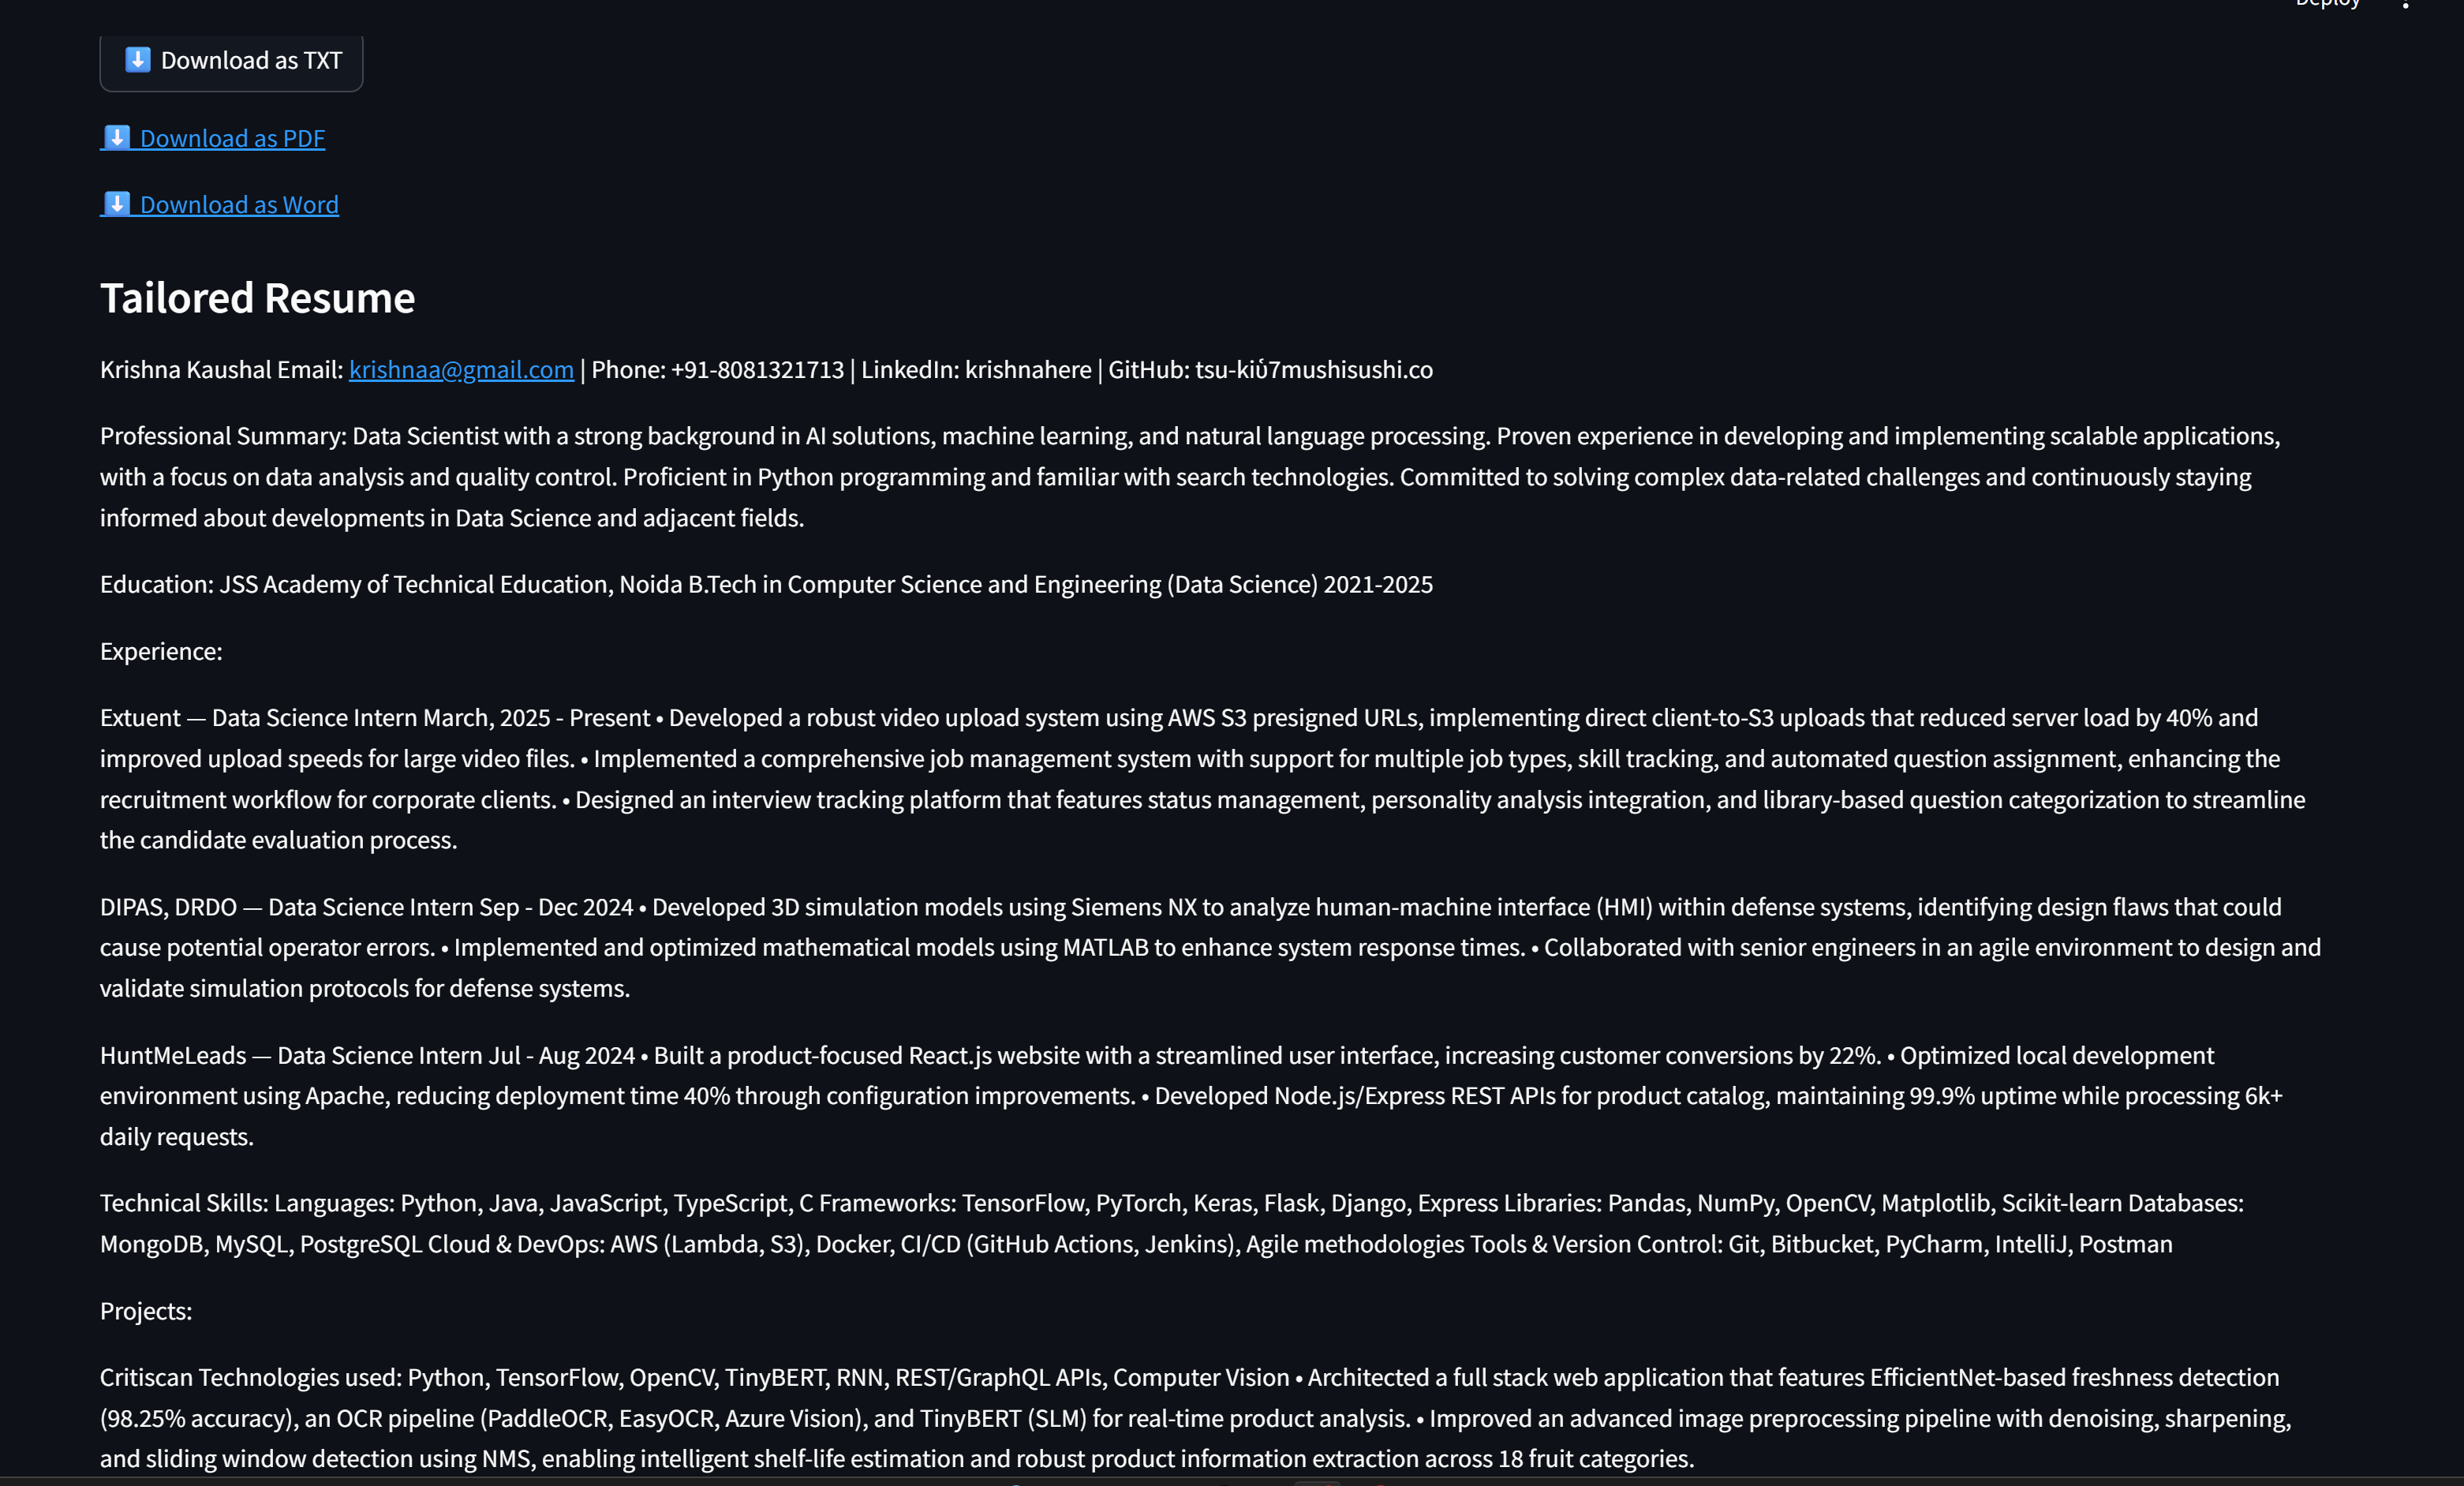 Deploy
Download as TXT
Download as PDF
Download as Word
Tailored Resume
Krishna Kaushal Email: krishnaa@gmail.com | Phone: +91-8081321713 | LinkedIn: krishnahere | GitHub: tsu-kiὐ7mushisushi.co
Professional Summary: Data Scientist with a strong background in AI solutions, machine learning, and natural language processing. Proven experience in developing and implementing scalable applications,
with a focus on data analysis and quality control. Proficient in Python programming and familiar with search technologies. Committed to solving complex data-related challenges and continuously staying
informed about developments in Data Science and adjacent fields.
Education: JSS Academy of Technical Education, Noida B.Tech in Computer Science and Engineering (Data Science) 2021-2025
Experience:
Extuent — Data Science Intern March, 2025 - Present • Developed a robust video upload system using AWS S3 presigned URLs, implementing direct client-to-S3 uploads that reduced server load by 40% and
improved upload speeds for large video files. • Implemented a comprehensive job management system with support for multiple job types, skill tracking, and automated question assignment, enhancing the
recruitment workflow for corporate clients. • Designed an interview tracking platform that features status management, personality analysis integration, and library-based question categorization to streamline
the candidate evaluation process.
DIPAS, DRDO — Data Science Intern Sep - Dec 2024 • Developed 3D simulation models using Siemens NX to analyze human-machine interface (HMI) within defense systems, identifying design flaws that could
cause potential operator errors. • Implemented and optimized mathematical models using MATLAB to enhance system response times. • Collaborated with senior engineers in an agile environment to design and
validate simulation protocols for defense systems.
HuntMeLeads — Data Science Intern Jul - Aug 2024 • Built a product-focused React.js website with a streamlined user interface, increasing customer conversions by 22%. • Optimized local development
environment using Apache, reducing deployment time 40% through configuration improvements. • Developed Node.js/Express REST APIs for product catalog, maintaining 99.9% uptime while processing 6k+
daily requests.
Technical Skills: Languages: Python, Java, JavaScript, TypeScript, C Frameworks: TensorFlow, PyTorch, Keras, Flask, Django, Express Libraries: Pandas, NumPy, OpenCV, Matplotlib, Scikit-learn Databases:
MongoDB, MySQL, PostgreSQL Cloud & DevOps: AWS (Lambda, S3), Docker, CI/CD (GitHub Actions, Jenkins), Agile methodologies Tools & Version Control: Git, Bitbucket, PyCharm, IntelliJ, Postman
Projects:
Critiscan Technologies used: Python, TensorFlow, OpenCV, TinyBERT, RNN, REST/GraphQL APIs, Computer Vision • Architected a full stack web application that features EfficientNet-based freshness detection
(98.25% accuracy), an OCR pipeline (PaddleOCR, EasyOCR, Azure Vision), and TinyBERT (SLM) for real-time product analysis. • Improved an advanced image preprocessing pipeline with denoising, sharpening,
and sliding window detection using NMS, enabling intelligent shelf-life estimation and robust product information extraction across 18 fruit categories.